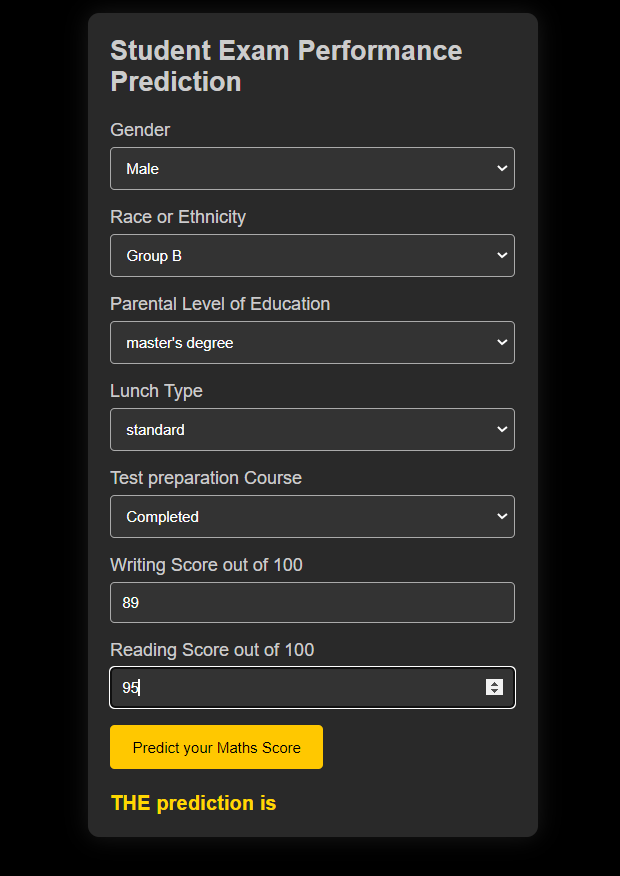 Student Exam Performance
Prediction
Gender
Male
Race or Ethnicity
Group B
Parental Level of Education
master's degree
Lunch Type
standard
Test preparation Course
Completed
Writing Score out of 100
89
Reading Score out of 100
95
Predict your Maths Score
THE prediction is